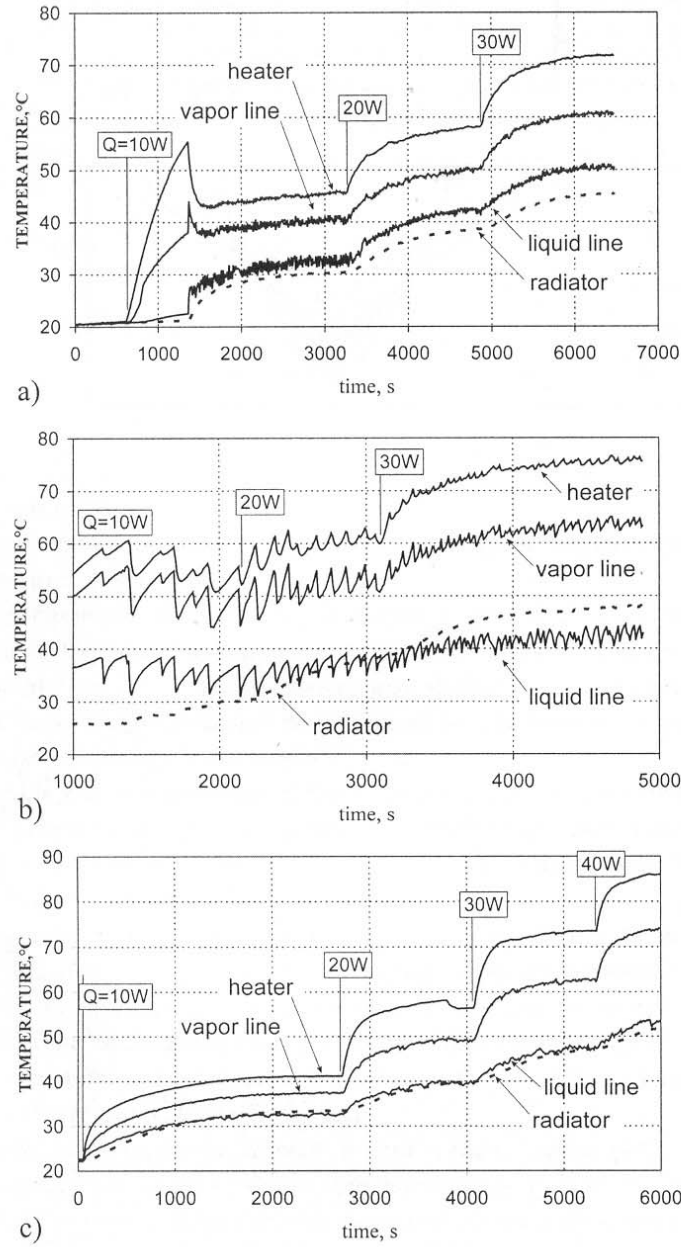 80
70
60
50
40
30
20
TEMPERATURE,°C
30W
heater
vapor line
20W
Q=10W
liquid line
radiator
0 1000 2000 3000 4000 5000 6000 7000
a)
time, s
80
70
60
50
40
30
20
TEMPERATURE,°C
30W
20W
Q=10W
heater
vapor line
liquid line
radiator
1000 2000 3000 4000 5000
b)
time, s
90
80
70
60
50
40
30
20
TEMPERATURE,°C
40W
30W
20W
Q=10W
heater
vapor line
liquid line
radiator
0 1000 2000 3000 4000 5000 6000
c)
time, s